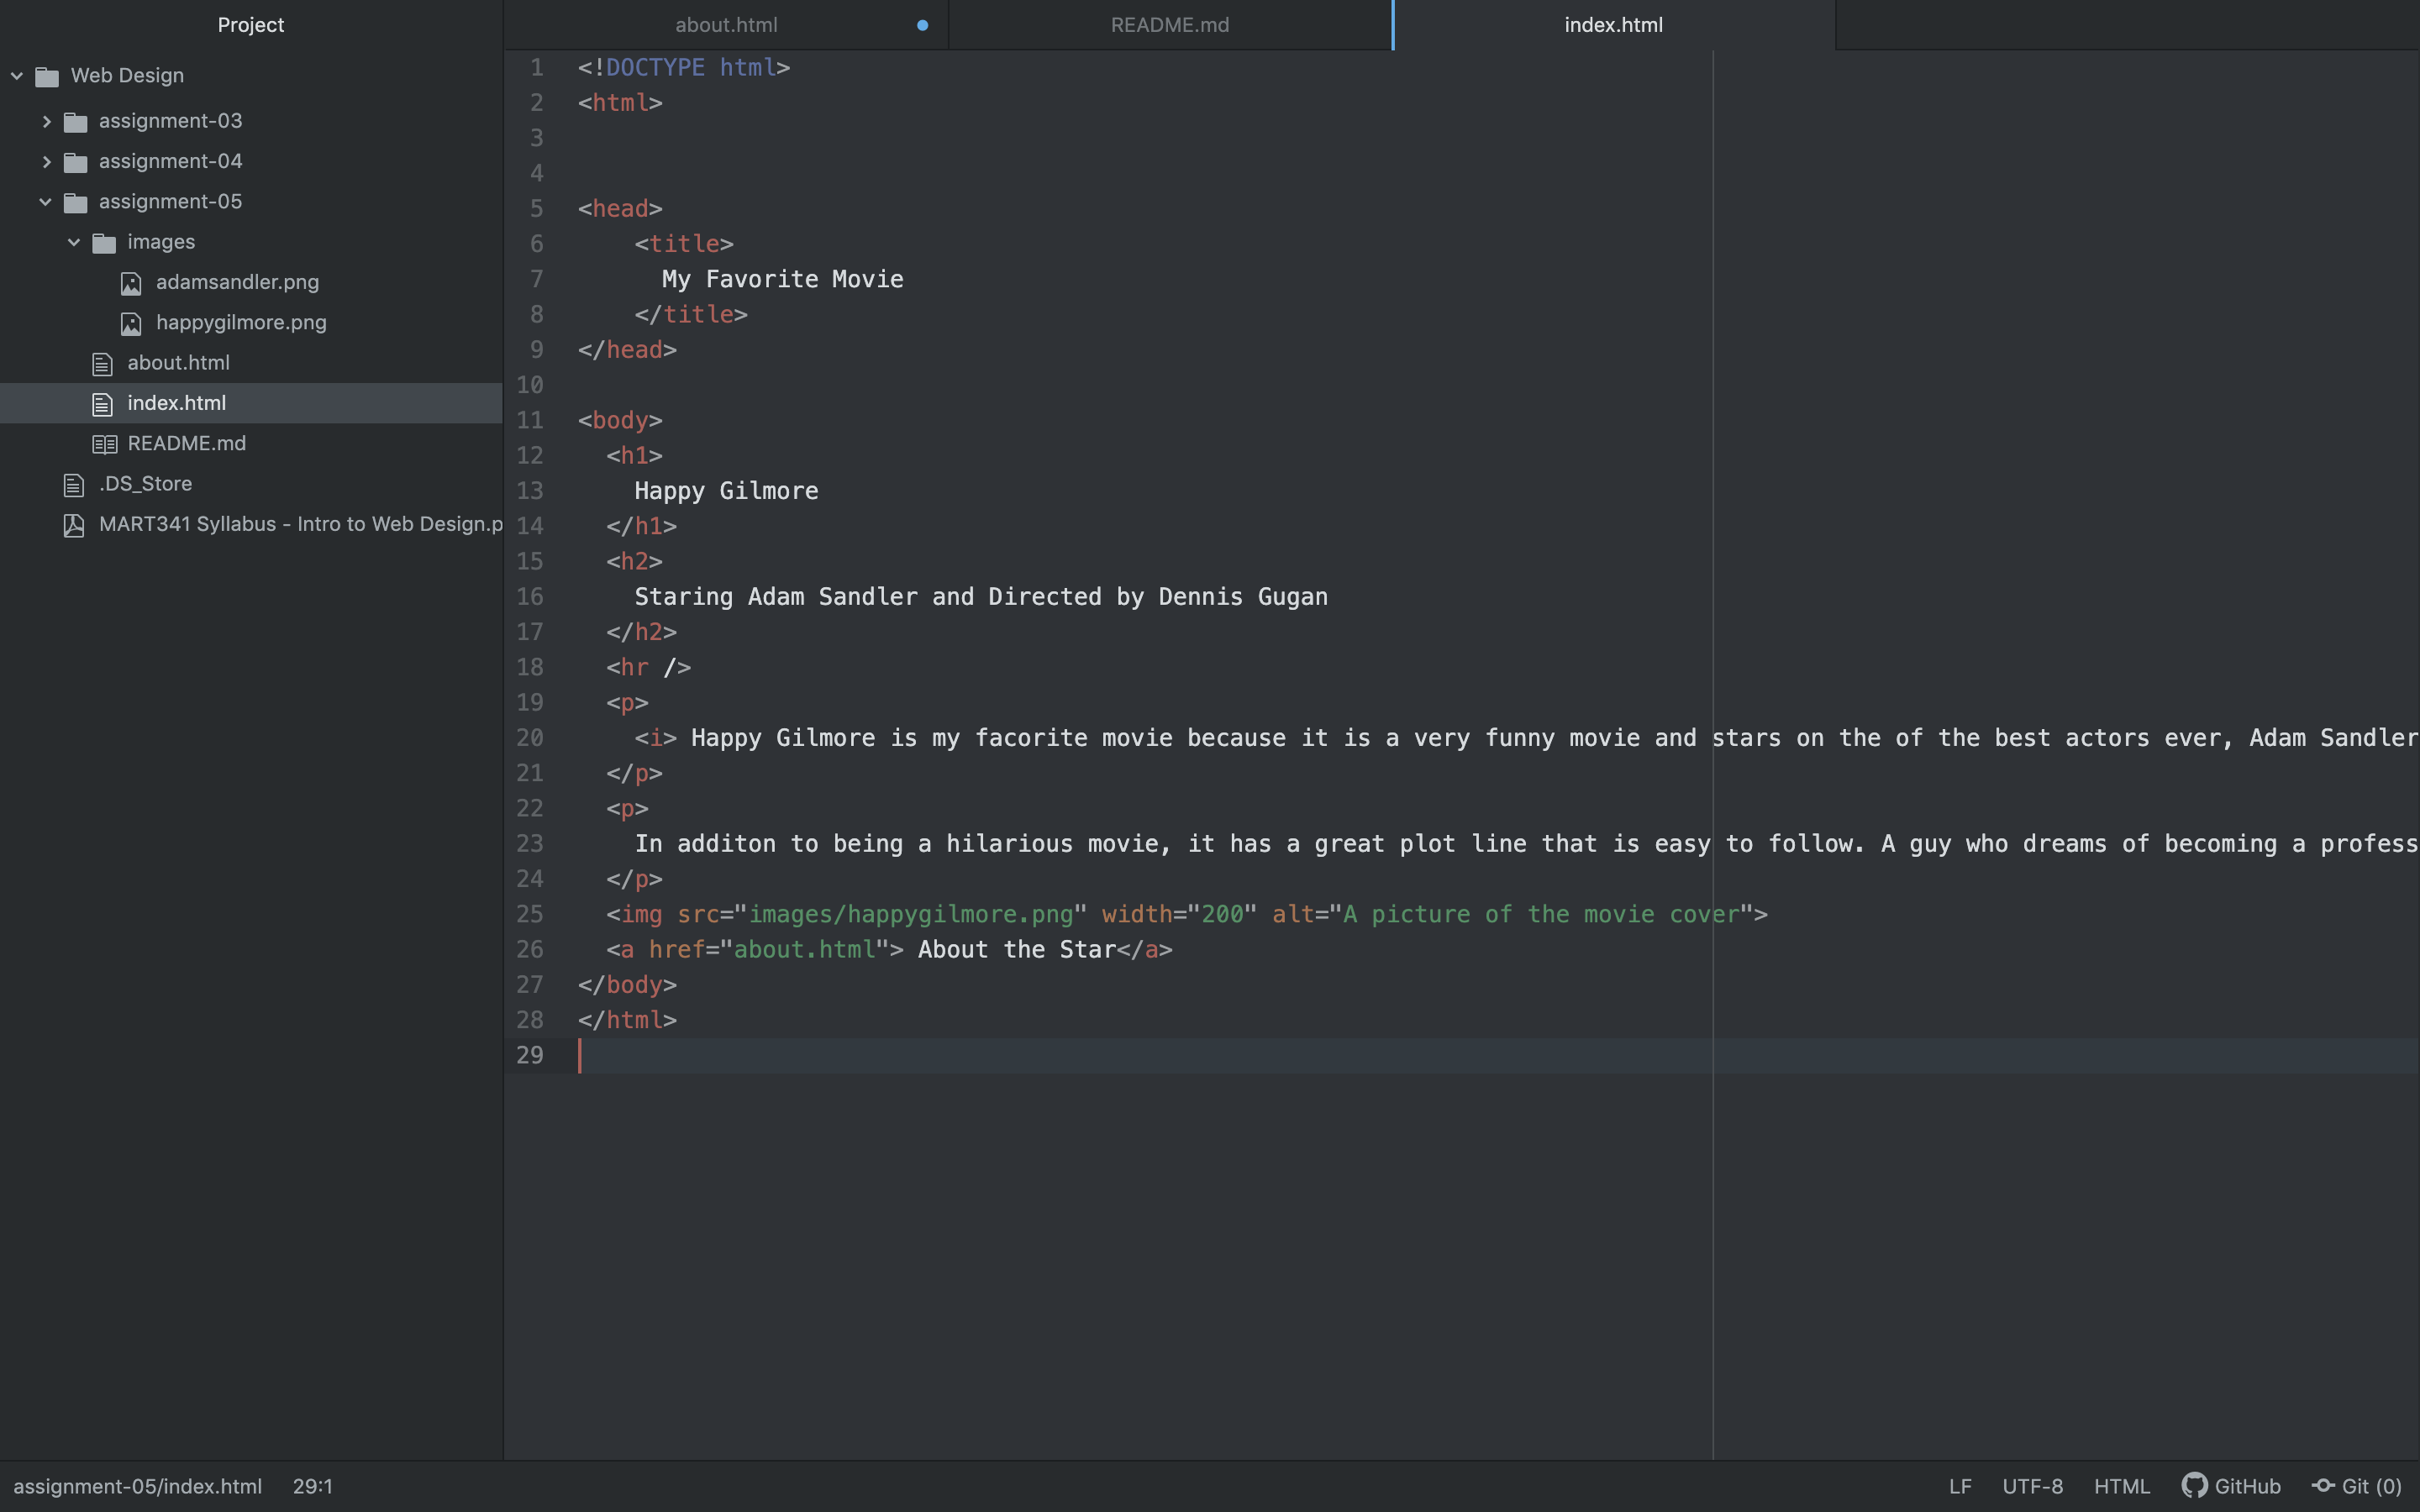 Project
Web Design
assignment-03
assignment-04
assignment-05
images
adamsandler.png
happygilmore.png
about.html
index.html
README.md
.DS_Store
MART341 Syllabus - Intro to Web Design.p
about.html
README.md
index.html
1 <!DOCTYPE html>
2 <html>
3
4
5 <head>
6 <title>
7 My Favorite Movie
8 </title>
9 </head>
10
11 <body>
12 <h1>
13 Happy Gilmore
14 </h1>
15 <h2>
16 Staring Adam Sandler and Directed by Dennis Gugan
17 </h2>
18 <hr />
19 <p>
20 <i> Happy Gilmore is my facorite movie because it is a very funny movie and stars on the of the best actors ever, Adam Sandler
21 </p>
22 <p>
23 In additon to being a hilarious movie, it has a great plot line that is easy to follow. A guy who dreams of becoming a profess
24 </p>
25 <img src="images/happygilmore.png" width="200" alt="A picture of the movie cover">
26 <a href="about.html"> About the Star</a>
27 </body>
28 </html>
29
assignment-05/index.html 29:1
LF UTF-8 HTML GitHub Git (0)